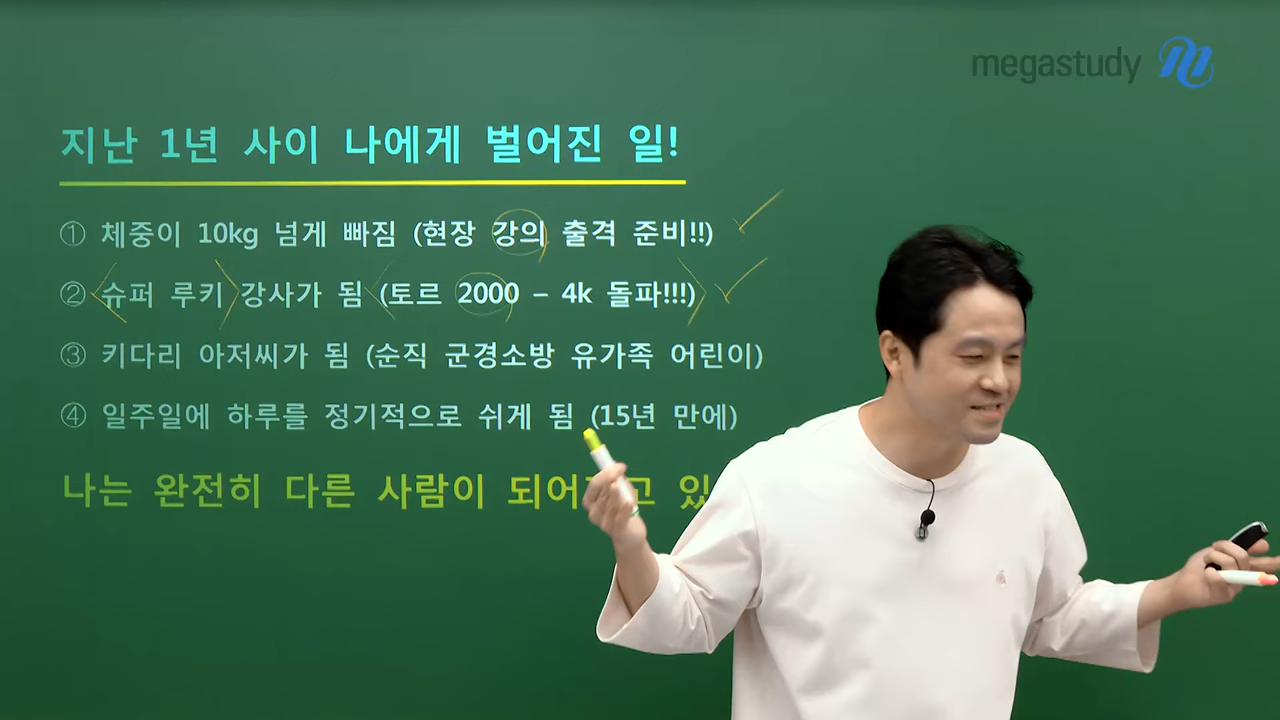 megastudy
지난 1년 사이 나에게 벌어진 일!
① 체중이 10kg 넘게 빠짐 (현장 강의 출격 준비!!)
② 슈퍼 루키 강사가 됨 (토르 2000 – 4k 돌파!!!)
③ 키다리 아저씨가 됨 (순직 군경소방 유가족 어린이)
④ 일주일에 하루를 정기적으로 쉬게 됨 (15년 만에)
나는 완전히 다른 사람이